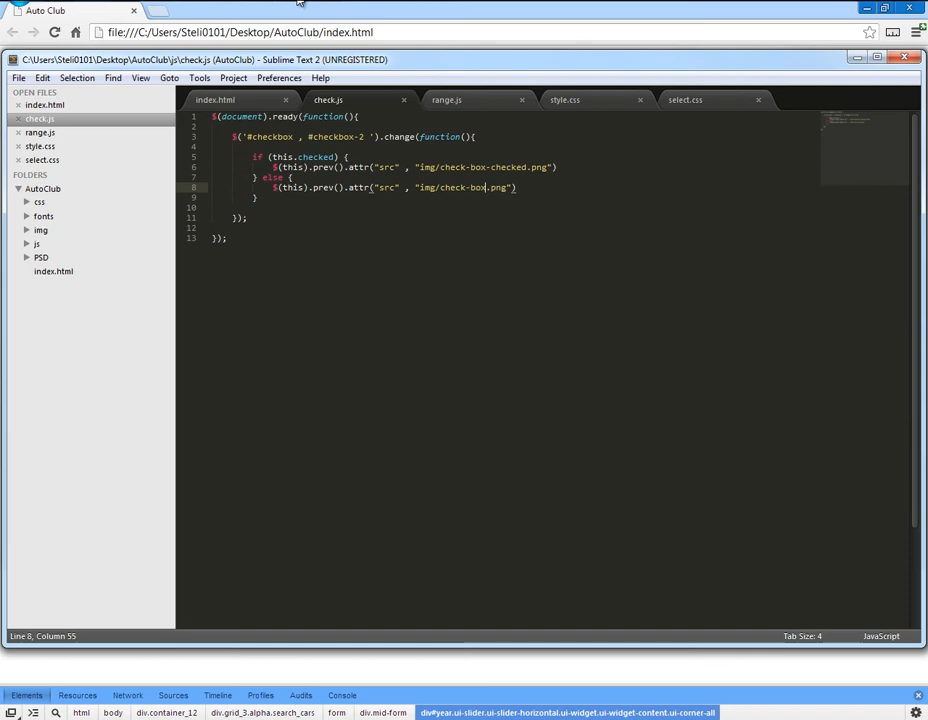 Auto Club
file:///C:/Users/Steli0101/Desktop/AutoClub/index.html
C:\Users\Steli0101\Desktop\AutoClub\js\check.js (AutoClub) - Sublime Text 2 (UNREGISTERED)
File Edit Selection Find View Goto Tools Project Preferences Help
OPEN FILES
index.html
check.js
range.js
style.css
select.css
FOLDERS
AutoClub
css
fonts
img
js
PSD
index.html
index.html check.js range.js style.css select.css
1 $(document).ready(function(){
2
3 $('#checkbox , #checkbox-2 ').change(function(){
4
5 if (this.checked) {
6 $(this).prev().attr("src" , "img/check-box-checked.png")
7 } else {
8 $(this).prev().attr("src" , "img/check-box.png")
9 }
10
11 });
12
13 });
Line 8, Column 55 Tab Size: 4 JavaScript
Elements Resources Network Sources Timeline Profiles Audits Console
html body div.container_12 div.grid_3.alpha.search_cars form div.mid-form div#year.ui-slider.ui-slider-horizontal.ui-widget.ui-widget-content.ui-corner-all